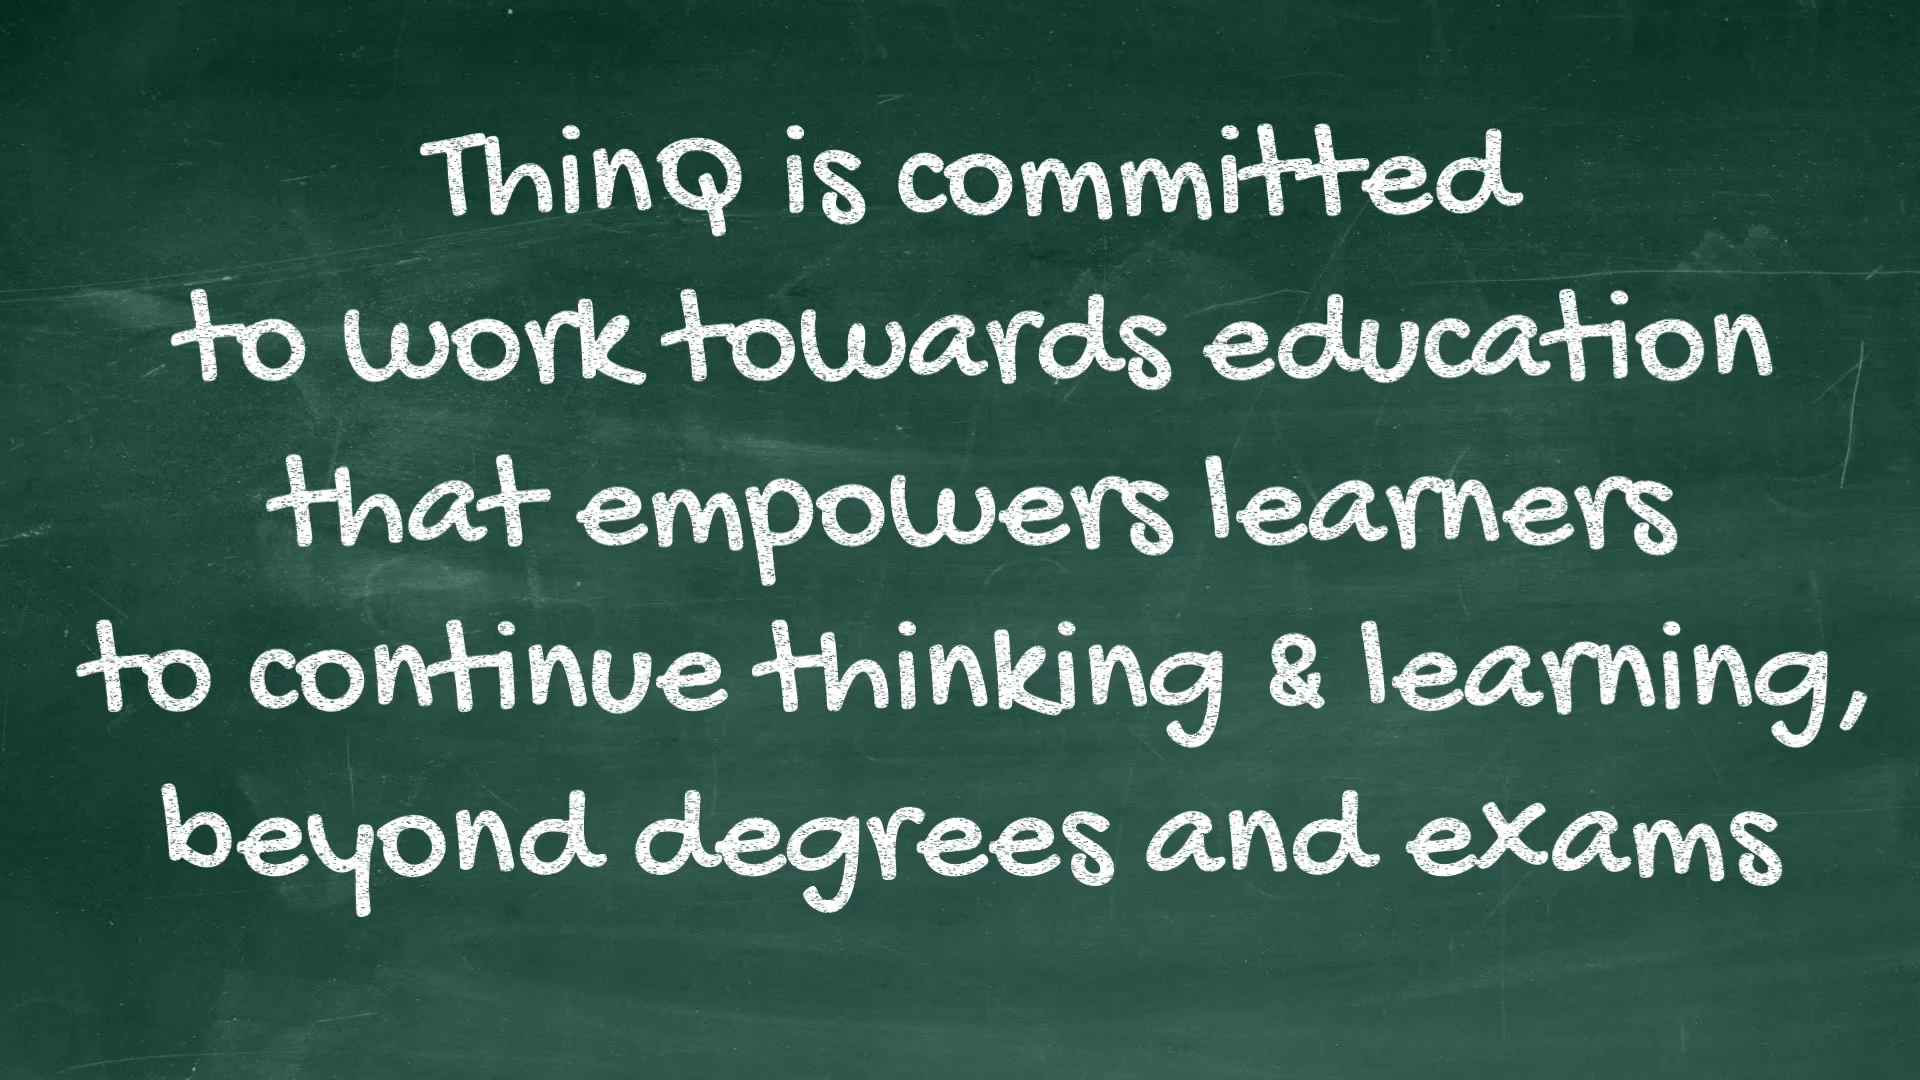 ThinQ is committed
to work towards education
that empowers learners
to continue thinking & learning,
beyond degrees and exams